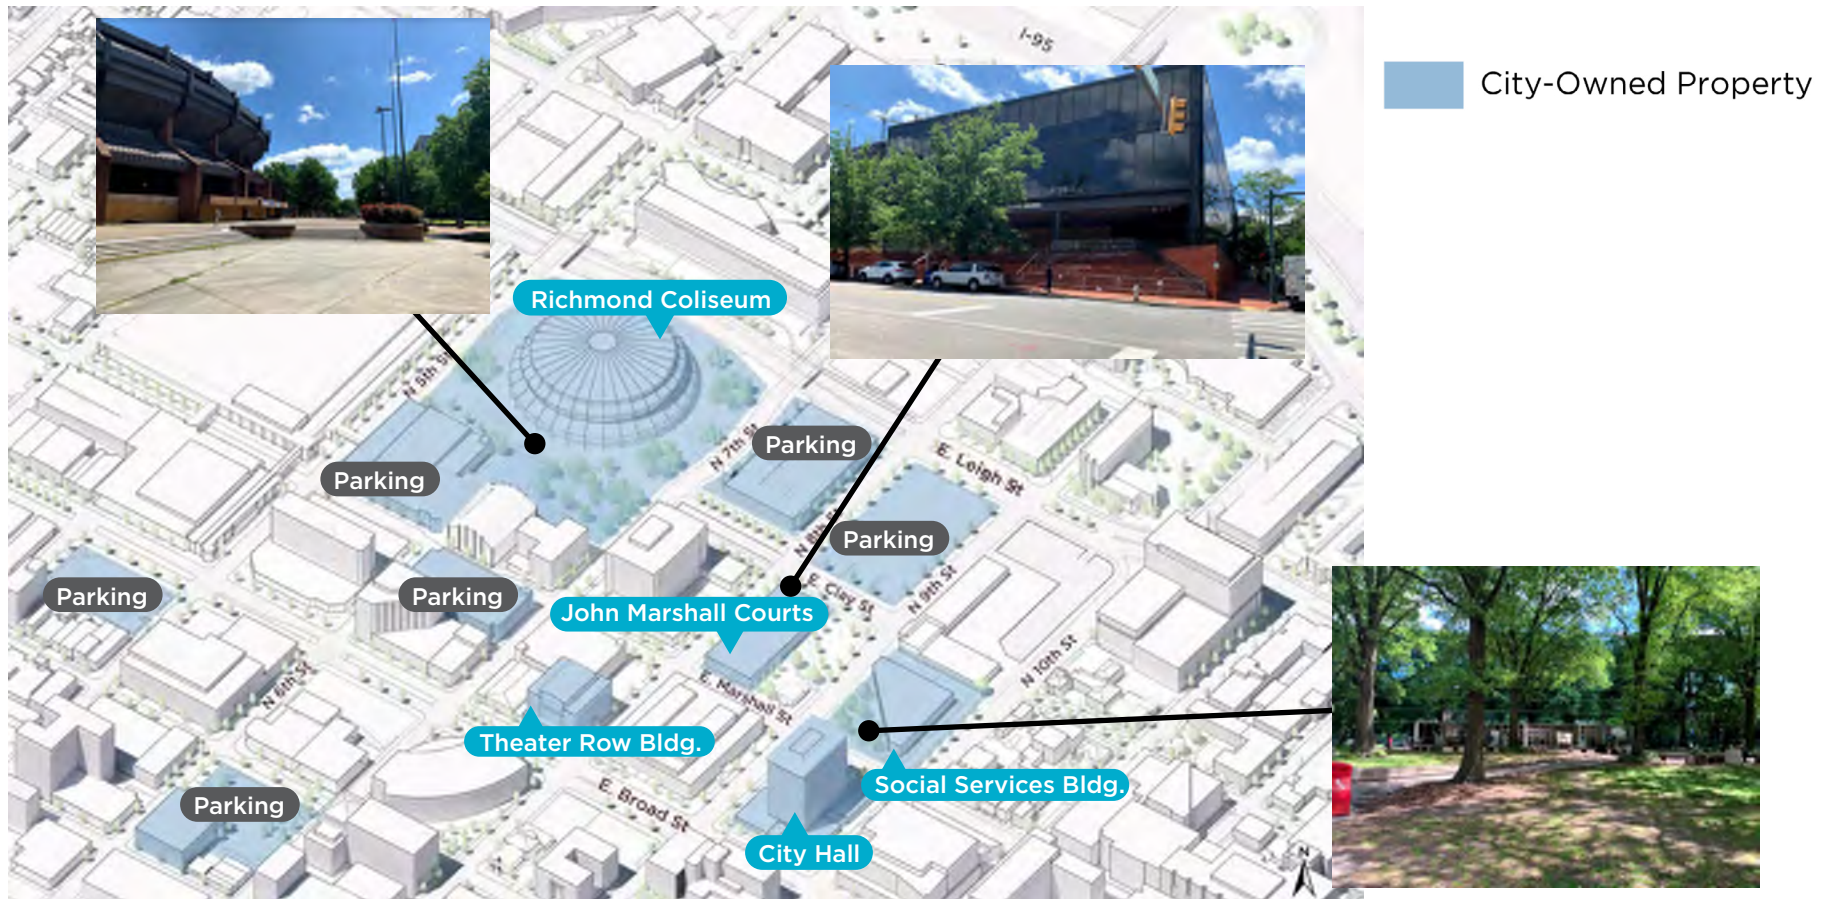 I-95
City-Owned Property
Richmond Coliseum
N 5th St
N 7th St
Parking
Parking
E. Leigh St
N 8th St
Parking
Parking
Parking
E. Clay St
N 9th St
John Marshall Courts
N 10th St
N 6th St
E. Marshall St
Theater Row Bldg.
Social Services Bldg.
Parking
E. Broad St
City Hall
N